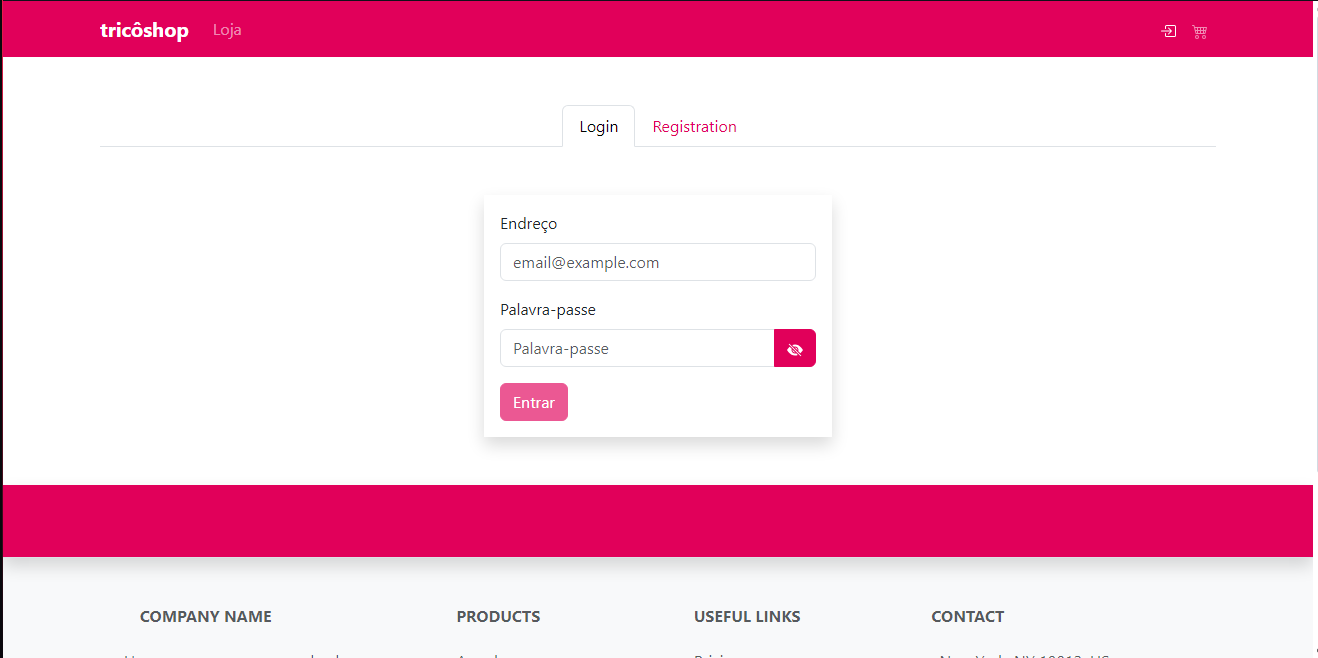 tricôshop Loja
Login Registration
Endreço
email@example.com
Palavra-passe
Palavra-passe
Entrar
COMPANY NAME PRODUCTS USEFUL LINKS CONTACT